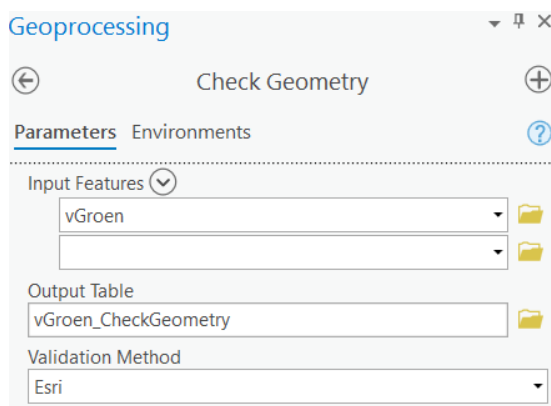 Geoprocessing
Check Geometry
Parameters Environments
Input Features
vGroen
Output Table
vGroen_CheckGeometry
Validation Method
Esri